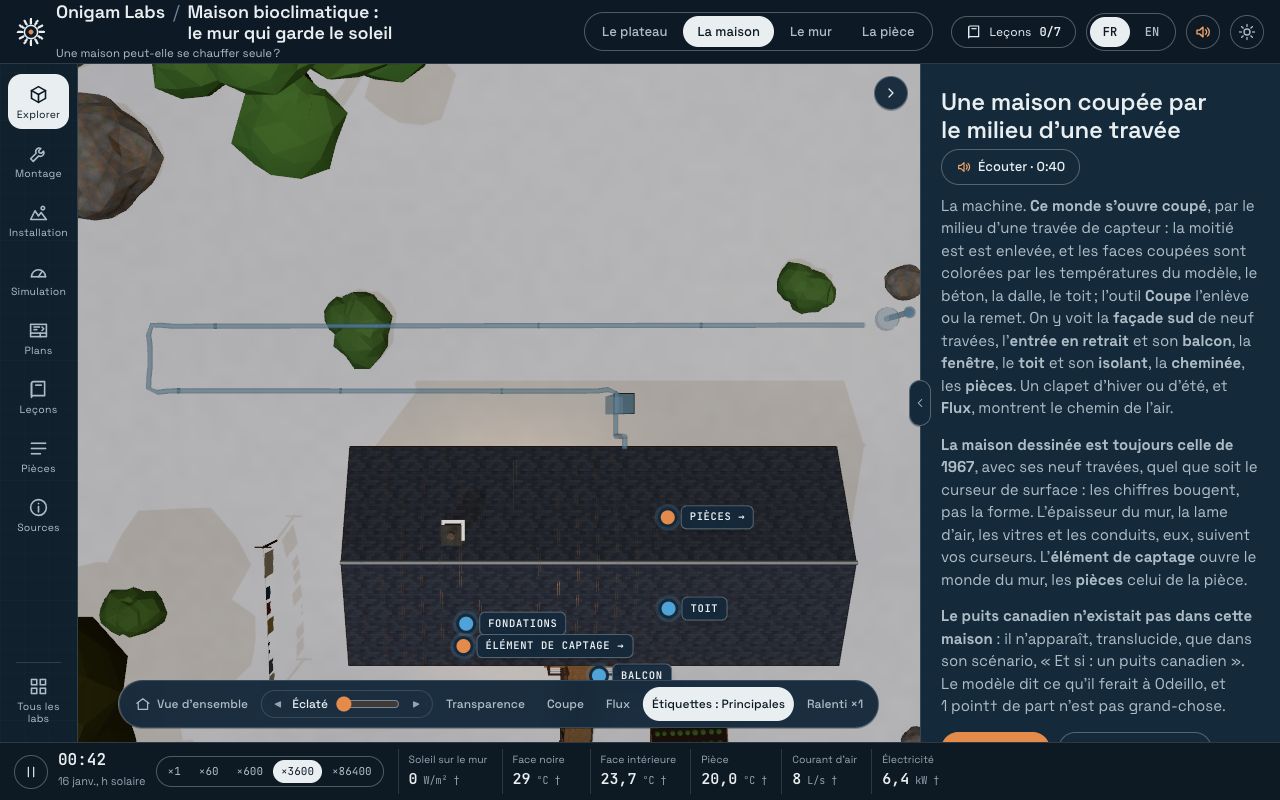 Onigam Labs / Maison bioclimatique :
le mur qui garde le soleil
Une maison peut-elle se chauffer seule ?
Le plateau
La maison
Le mur
La pièce
Leçons 0/7
FR
EN
Explorer
Montage
Installation
Simulation
Plans
Leçons
Pièces
Sources
Tous les
labs
PIÈCES →
TOIT
FONDATIONS
ÉLÉMENT DE CAPTAGE →
BALCON
Vue d'ensemble
◄ Éclaté ►
Transparence
Coupe
Flux
Étiquettes : Principales
Ralenti ×1
Une maison coupée par
le milieu d'une travée
Écouter · 0:40
La machine. Ce monde s'ouvre coupé, par le
milieu d'une travée de capteur : la moitié
est est enlevée, et les faces coupées sont
colorées par les températures du modèle, le
béton, la dalle, le toit ; l'outil Coupe l'enlève
ou la remet. On y voit la façade sud de neuf
travées, l'entrée en retrait et son balcon, la
fenêtre, le toit et son isolant, la cheminée,
les pièces. Un clapet d'hiver ou d'été, et
Flux, montrent le chemin de l'air.
La maison dessinée est toujours celle de
1967, avec ses neuf travées, quel que soit le
curseur de surface : les chiffres bougent,
pas la forme. L'épaisseur du mur, la lame
d'air, les vitres et les conduits, eux, suivent
vos curseurs. L'élément de captage ouvre le
monde du mur, les pièces celui de la pièce.
Le puits canadien n'existait pas dans cette
maison : il n'apparaît, translucide, que dans
son scénario, « Et si : un puits canadien ».
Le modèle dit ce qu'il ferait à Odeillo, et
1 point† de part n'est pas grand-chose.
00:42
16 janv., h solaire
×1
×60
×600
×3600
×86400
Soleil sur le mur
0 W/m² †
Face noire
29 °C †
Face intérieure
23,7 °C †
Pièce
20,0 °C †
Courant d'air
8 L/s †
Électricité
6,4 kW †